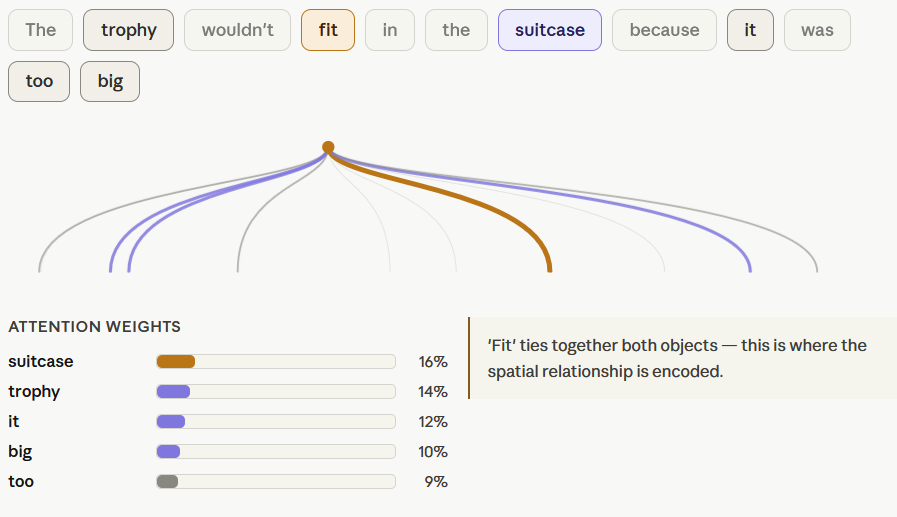 The trophy wouldn't fit in the suitcase because it was
too big
ATTENTION WEIGHTS
suitcase 16%
trophy 14%
it 12%
big 10%
too 9%
'Fit' ties together both objects — this is where the
spatial relationship is encoded.